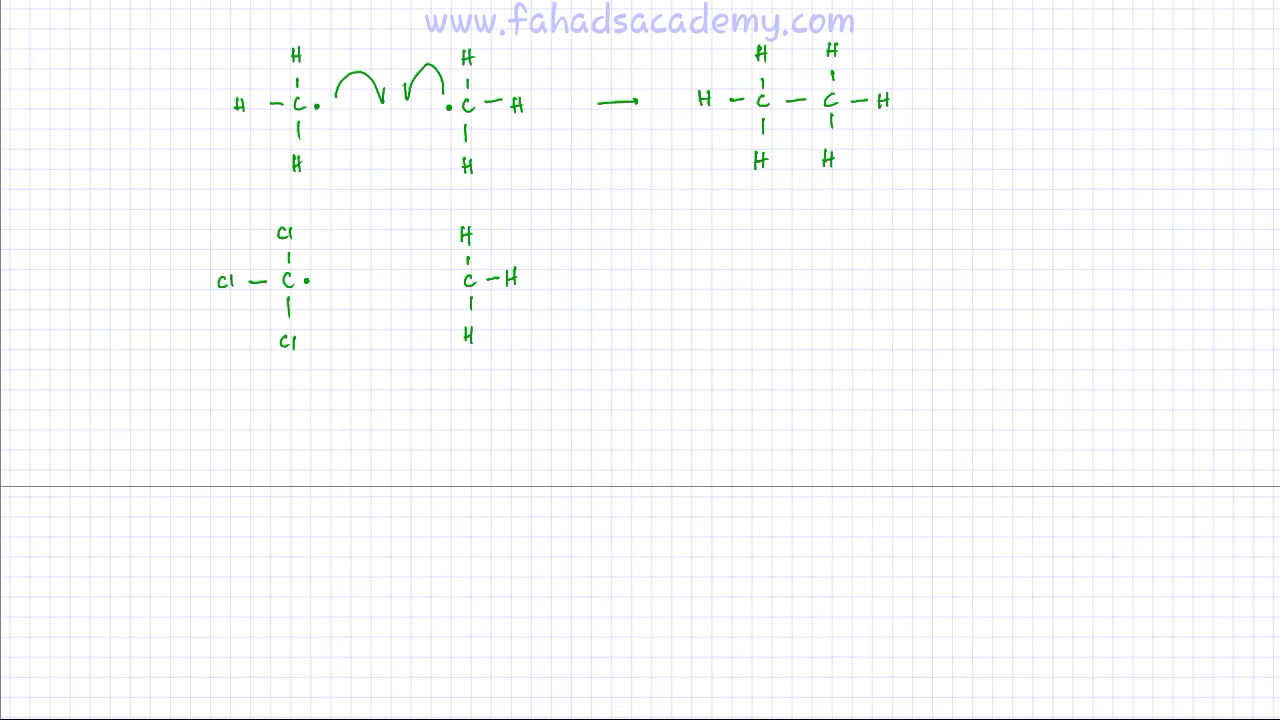 www.fahadsacademy.com
H H H H
H - C • • C - H → H - C - C - H
H H H H
Cl H
Cl - C • C - H
Cl H